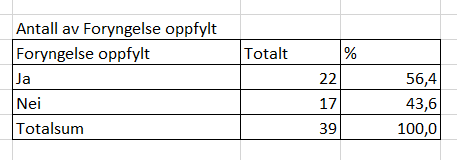 Antall av Foryngelse oppfylt
Foryngelse oppfylt Totalt %
Ja 22 56,4
Nei 17 43,6
Totalsum 39 100,0